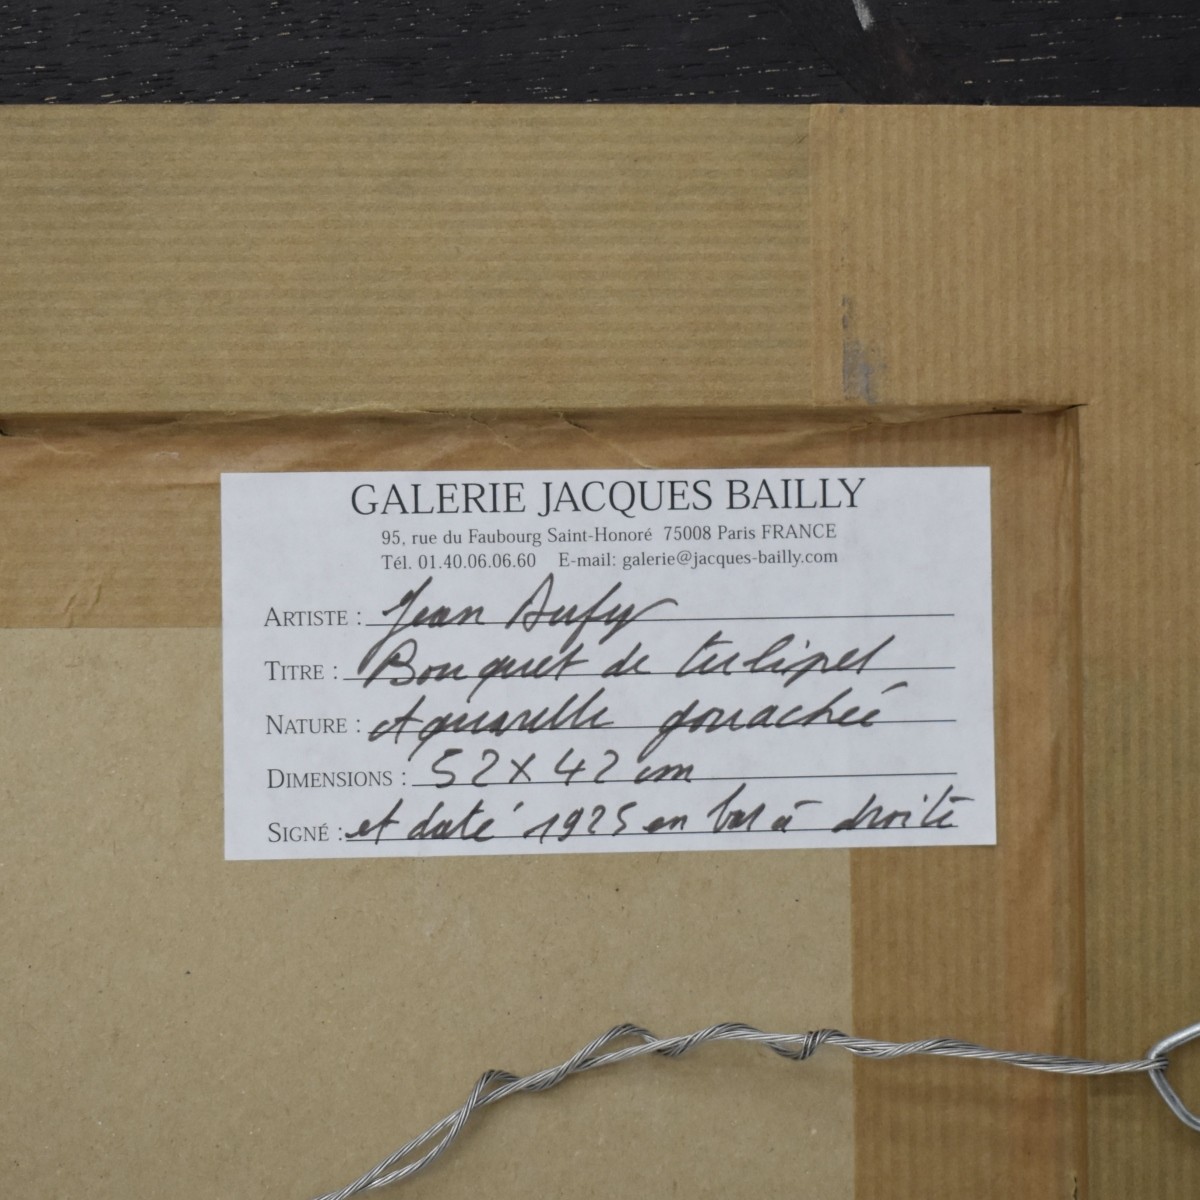 GALERIE JACQUES BAILLY
95, rue du Faubourg Saint-Honoré 75008 Paris FRANCE
Tél. 01.40.06.06.60 E-mail: galerie@jacques-bailly.com
ARTISTE : Jean Dufy
TITRE : Bouquet de tulipes
NATURE : Aquarelle gouachée
DIMENSIONS : 52 X 42 cm
SIGNÉ : et daté 1925 en bas à droite